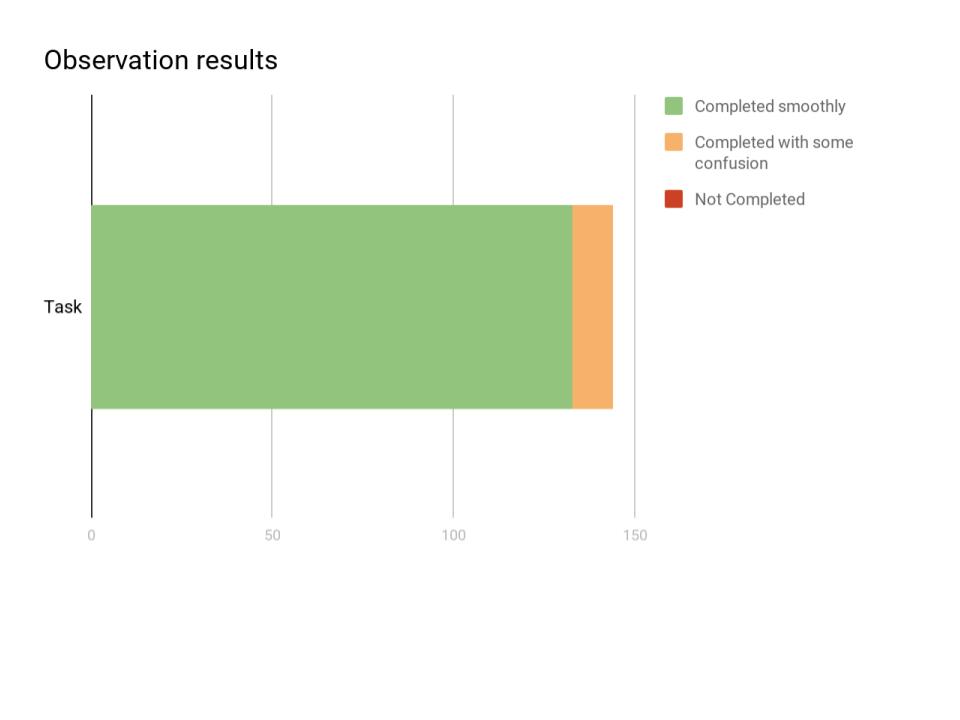 Observation results
Completed smoothly
Completed with some
confusion
Not Completed
Task
0
50
100
150